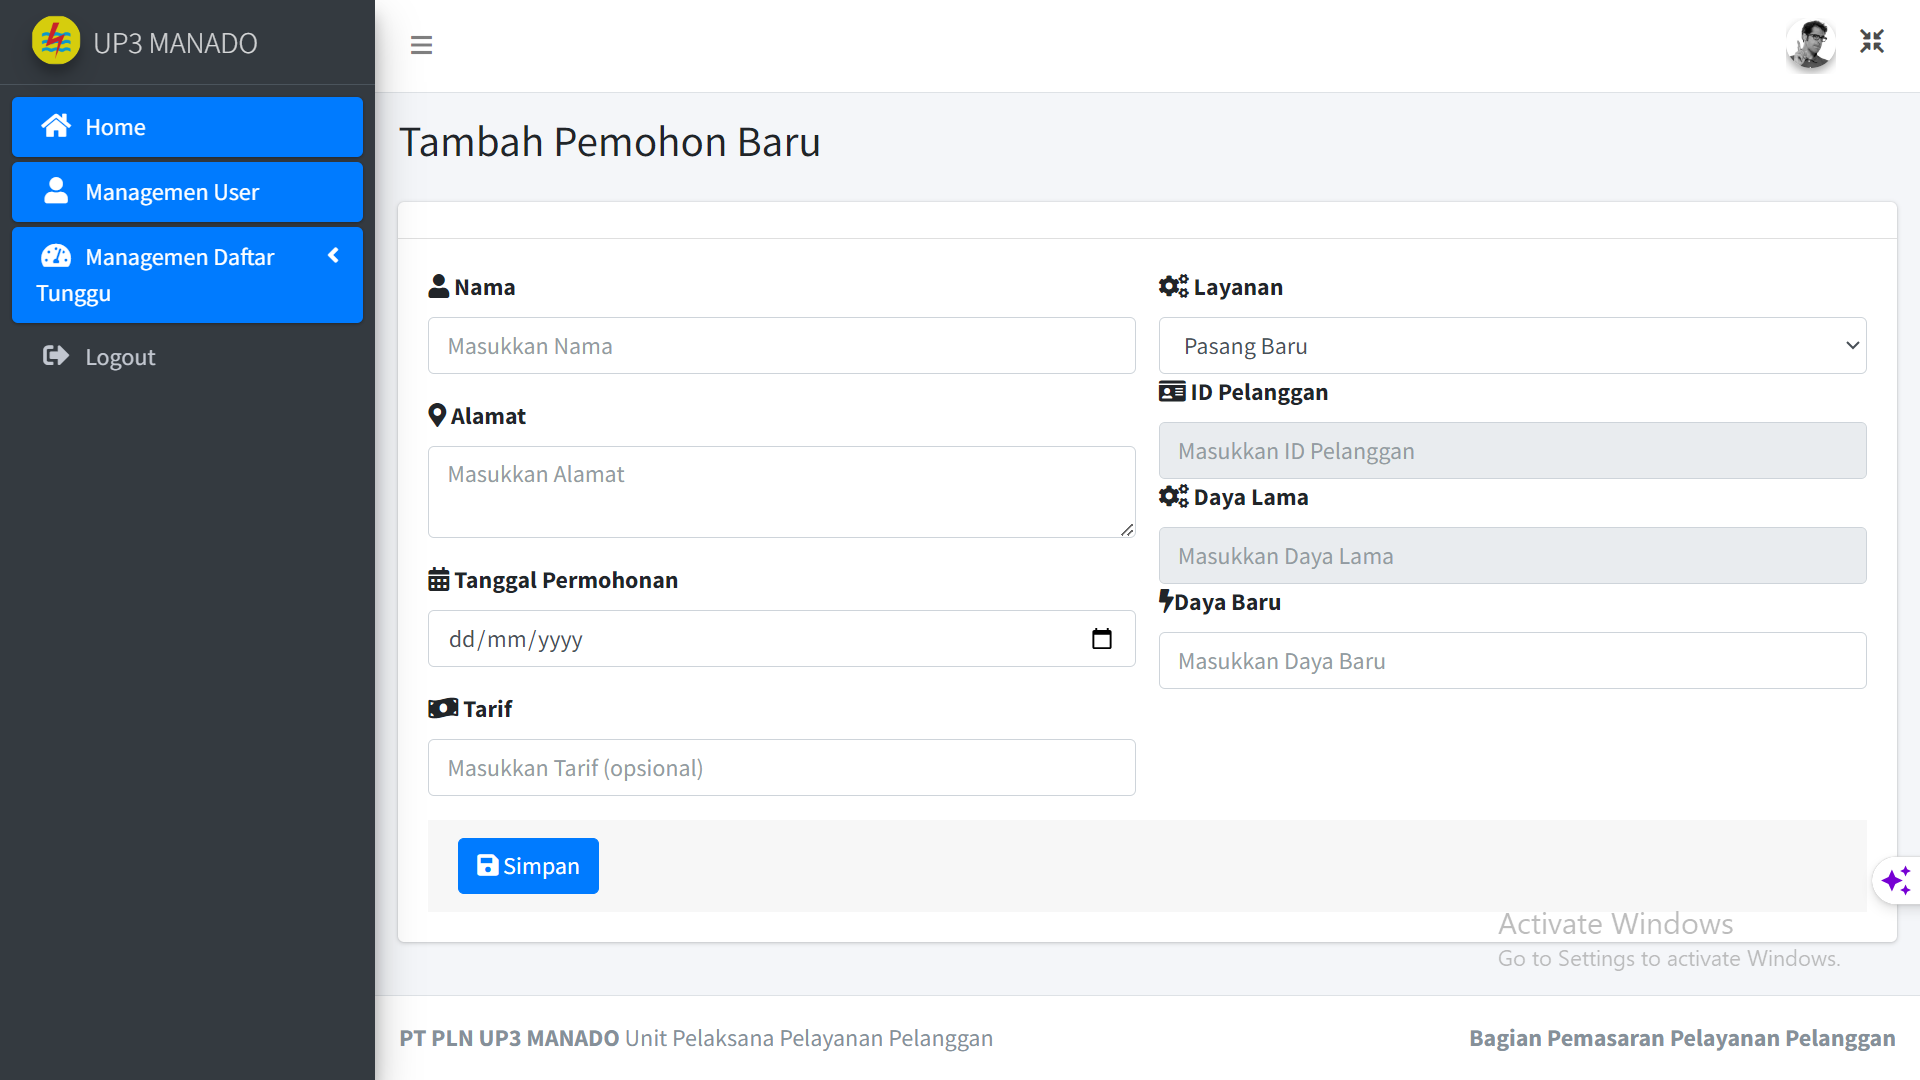 UP3 MANADO
Home
Managemen User
Managemen Daftar
Tunggu
Logout
Tambah Pemohon Baru
Nama
Masukkan Nama
Alamat
Masukkan Alamat
Tanggal Permohonan
dd/mm/yyyy
Tarif
Masukkan Tarif (opsional)
Layanan
Pasang Baru
ID Pelanggan
Masukkan ID Pelanggan
Daya Lama
Masukkan Daya Lama
Daya Baru
Masukkan Daya Baru
Simpan
Activate Windows
Go to Settings to activate Windows.
PT PLN UP3 MANADO Unit Pelaksana Pelayanan Pelanggan
Bagian Pemasaran Pelayanan Pelanggan